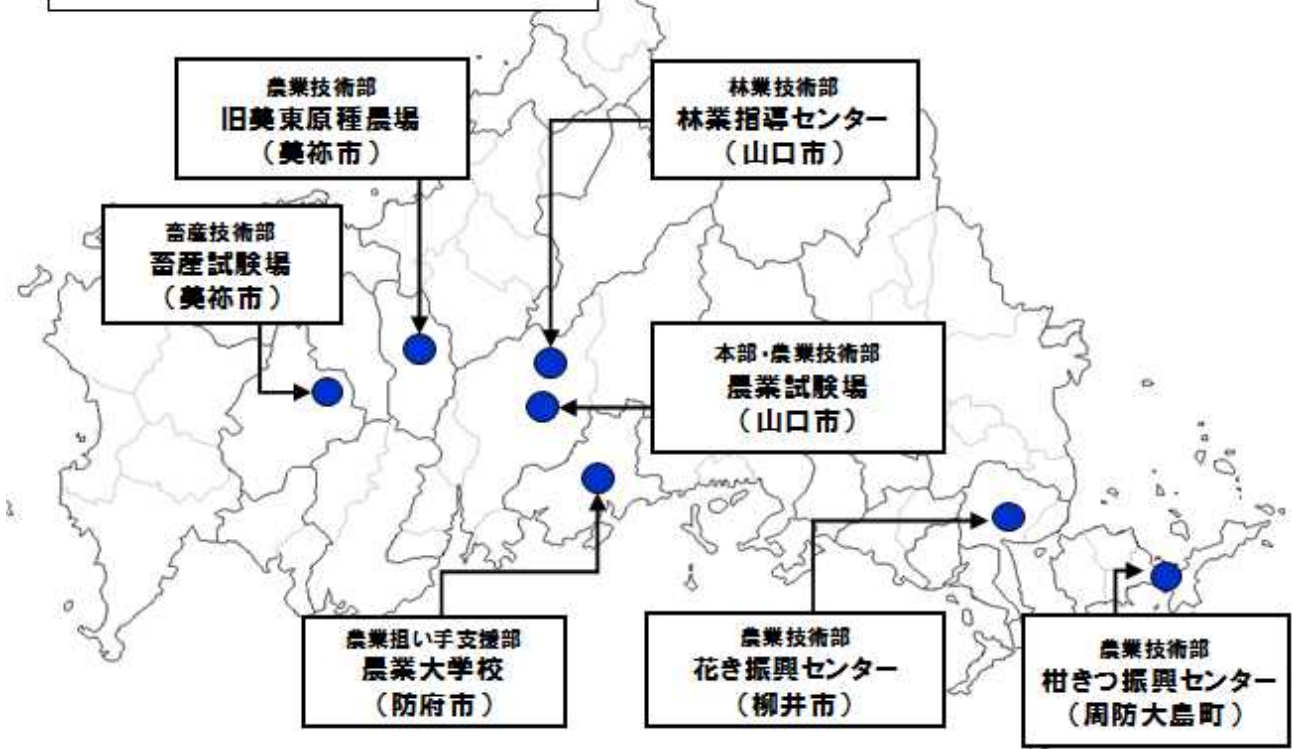 農業技術部
旧美東原種農場
（美祢市）
林業技術部
林業指導センター
（山口市）
畜産技術部
畜産試験場
（美祢市）
本部・農業技術部
農業試験場
（山口市）
農業担い手支援部
農業大学校
（防府市）
農業技術部
花き振興センター
（柳井市）
農業技術部
柑きつ振興センター
（周防大島町）